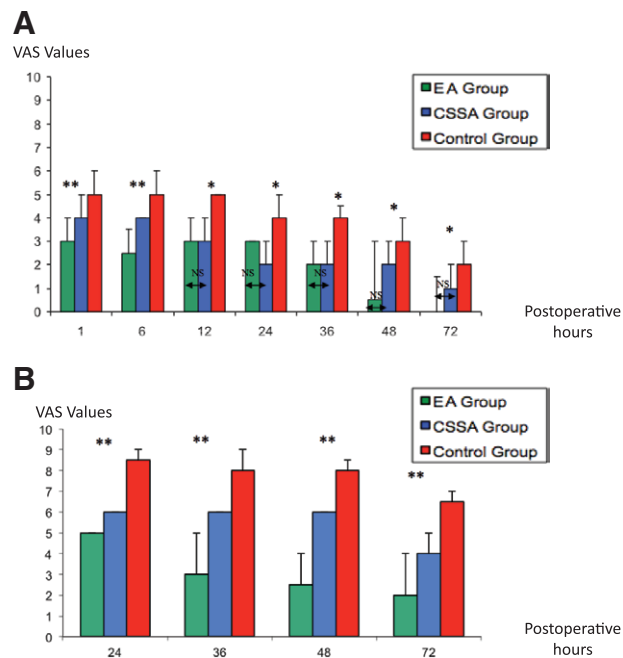 A
VAS Values
10
9
8
7
6
5
4
3
2
1
0
EA Group
CSSA Group
Control Group
** ** * * * * *
NS NS NS NS NS
1 6 12 24 36 48 72
Postoperative
hours
B
VAS Values
10
9
8
7
6
5
4
3
2
1
0
EA Group
CSSA Group
Control Group
** ** ** **
24 36 48 72
Postoperative
hours